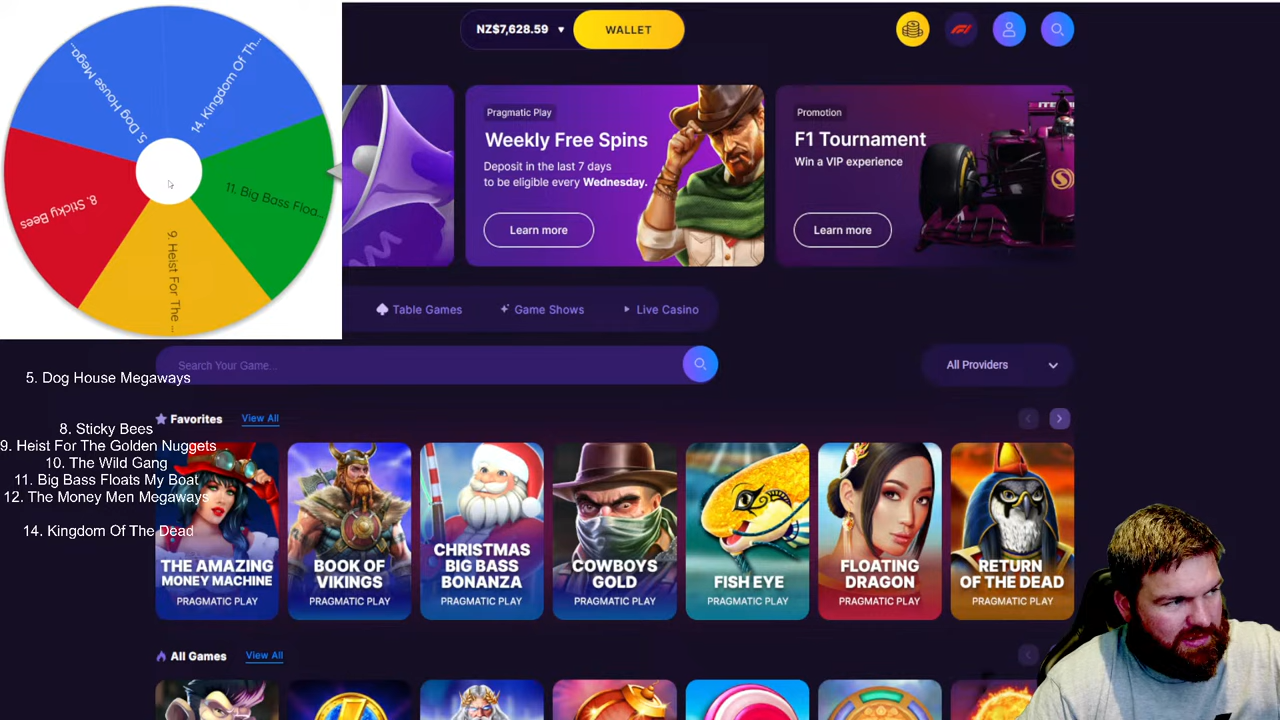 5. Dog House Mega...
14. Kingdom Of Th...
11. Big Bass Floa...
9. Heist For The ...
8. Sticky Bees
NZ$7,628.59
WALLET
Pragmatic Play
Weekly Free Spins
Deposit in the last 7 days
to be eligible every Wednesday.
Learn more
Promotion
F1 Tournament
Win a VIP experience
Learn more
Table Games
Game Shows
Live Casino
Search Your Game...
All Providers
5. Dog House Megaways
8. Sticky Bees
9. Heist For The Golden Nuggets
10. The Wild Gang
11. Big Bass Floats My Boat
12. The Money Men Megaways
14. Kingdom Of The Dead
Favorites
View All
THE AMAZING
MONEY MACHINE
PRAGMATIC PLAY
BOOK OF
VIKINGS
PRAGMATIC PLAY
CHRISTMAS
BIG BASS
BONANZA
PRAGMATIC PLAY
COWBOYS
GOLD
PRAGMATIC PLAY
FISH EYE
PRAGMATIC PLAY
FLOATING
DRAGON
PRAGMATIC PLAY
RETURN
OF THE DEAD
PRAGMATIC PLAY
All Games
View All